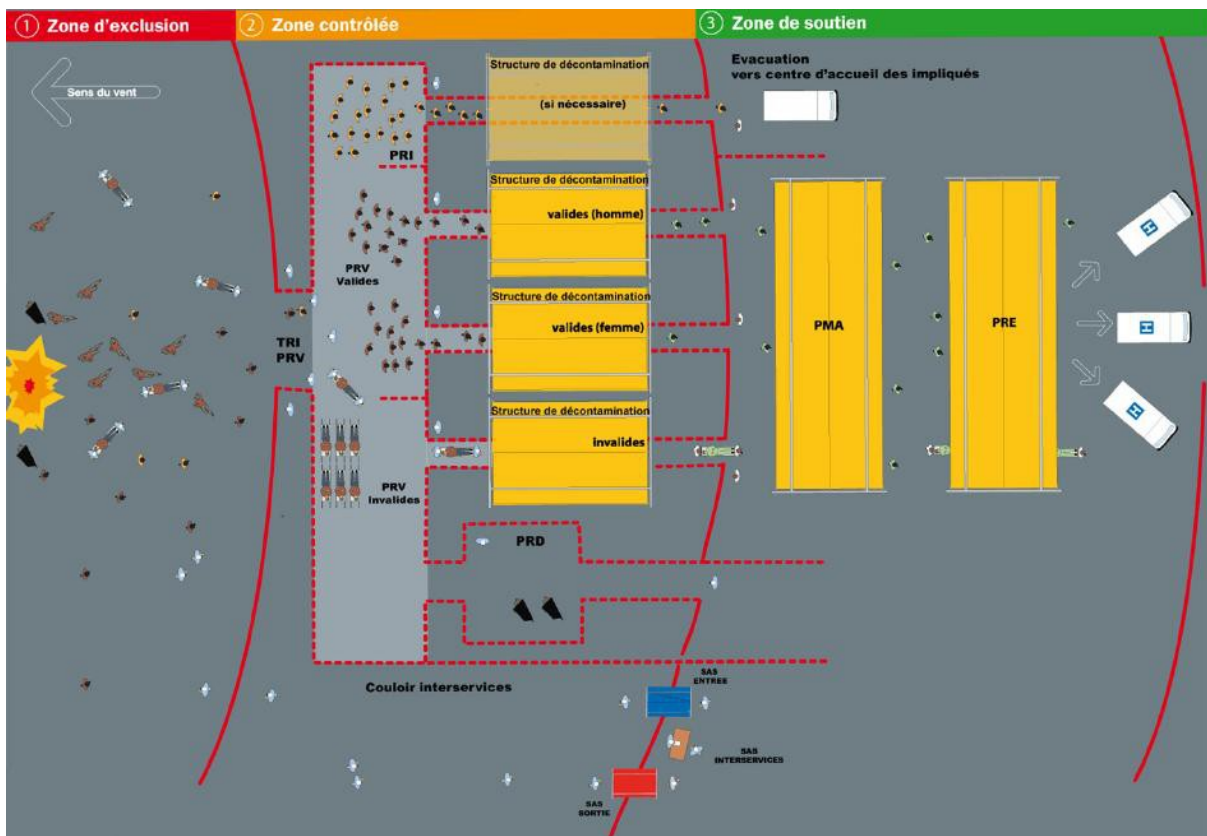 1 Zone d'exclusion
2 Zone contrôlée
3 Zone de soutien
Sens du vent
Structure de décontamination
(si nécessaire)
Evacuation
vers centre d'accueil des impliqués
PRI
Structure de décontamination
valides (homme)
PRV
Valides
Structure de décontamination
valides (femme)
TRI
PRV
PMA
PRE
H
H
H
Structure de décontamination
invalides
PRV
Invalides
PRD
Couloir interservices
SAS
ENTREE
SAS
INTERSERVICES
SAS
SORTIE